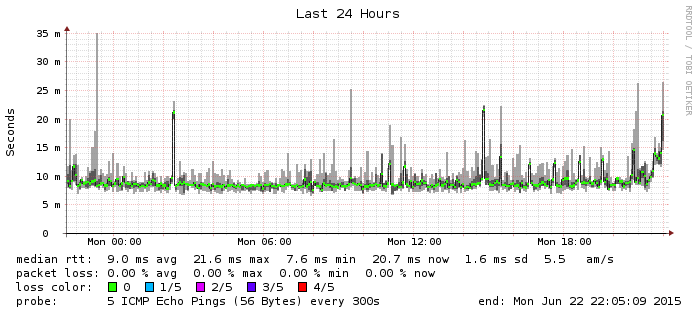 Last 24 Hours
RRDTOOL / TOBI OETIKER
Seconds
35 m
30 m
25 m
20 m
15 m
10 m
5 m
0
Mon 00:00 Mon 06:00 Mon 12:00 Mon 18:00
median rtt: 9.0 ms avg 21.6 ms max 7.6 ms min 20.7 ms now 1.6 ms sd 5.5 am/s
packet loss: 0.00 % avg 0.00 % max 0.00 % min 0.00 % now
loss color: 0 1/5 2/5 3/5 4/5
probe: 5 ICMP Echo Pings (56 Bytes) every 300s end: Mon Jun 22 22:05:09 2015